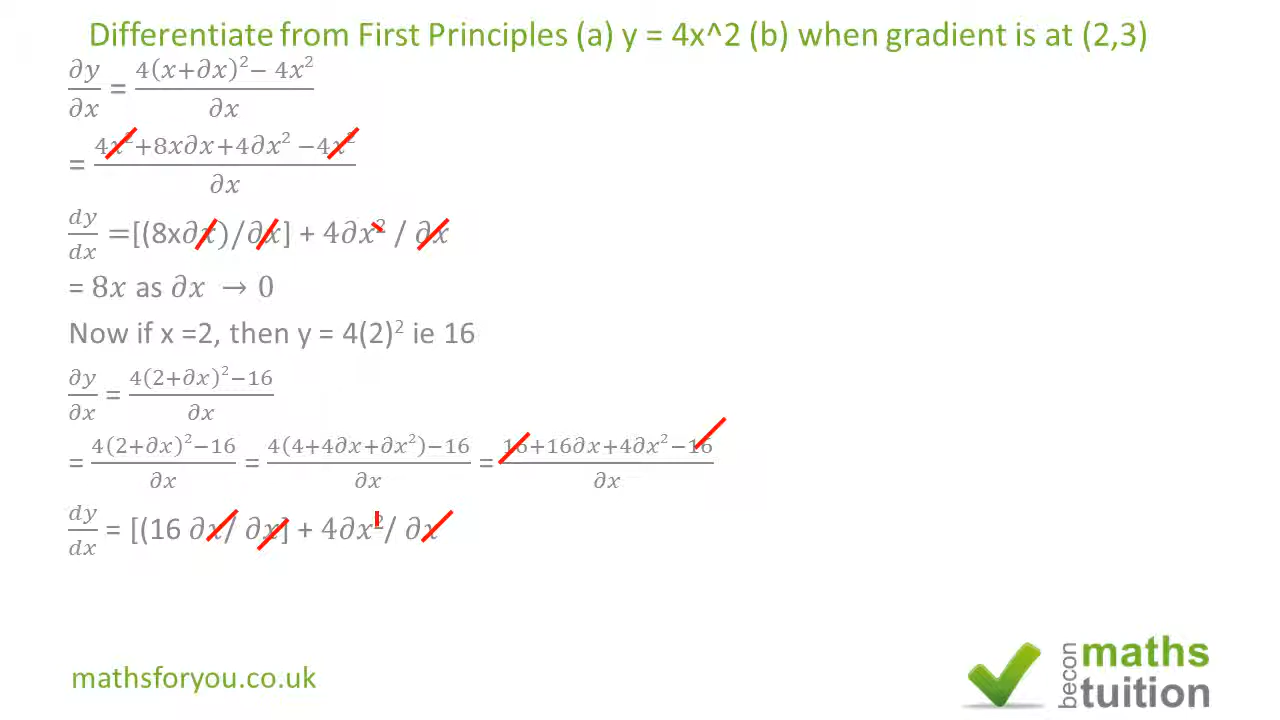 Differentiate from First Principles (a) y = 4x^2 (b) when gradient is at (2,3)
∂y/∂x = (4(x+∂x)² − 4x²)/∂x
= (4x²+8x∂x+4∂x² −4x²)/∂x
dy/dx =[(8x∂x)/∂x] + 4∂x² / ∂x
= 8x as ∂x → 0
Now if x =2, then y = 4(2)² ie 16
∂y/∂x = (4(2+∂x)²−16)/∂x
= (4(2+∂x)²−16)/∂x = (4(4+4∂x+∂x²)−16)/∂x = (16+16∂x+4∂x²−16)/∂x
dy/dx = [(16 ∂x/ ∂x] + 4∂x²/ ∂x
mathsforyou.co.uk
becon maths tuition